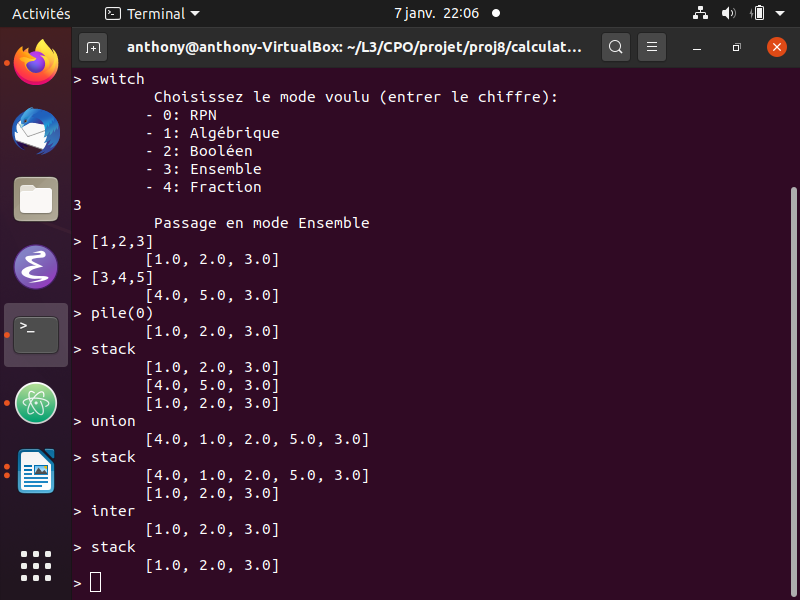 Activités
Terminal
7 janv. 22:06
anthony@anthony-VirtualBox: ~/L3/CPO/projet/proj8/calculat...
> switch
Choisissez le mode voulu (entrer le chiffre):
- 0: RPN
- 1: Algébrique
- 2: Booléen
- 3: Ensemble
- 4: Fraction
3
Passage en mode Ensemble
> [1,2,3]
[1.0, 2.0, 3.0]
> [3,4,5]
[4.0, 5.0, 3.0]
> pile(0)
[1.0, 2.0, 3.0]
> stack
[1.0, 2.0, 3.0]
[4.0, 5.0, 3.0]
[1.0, 2.0, 3.0]
> union
[4.0, 1.0, 2.0, 5.0, 3.0]
> stack
[4.0, 1.0, 2.0, 5.0, 3.0]
[1.0, 2.0, 3.0]
> inter
[1.0, 2.0, 3.0]
> stack
[1.0, 2.0, 3.0]
>